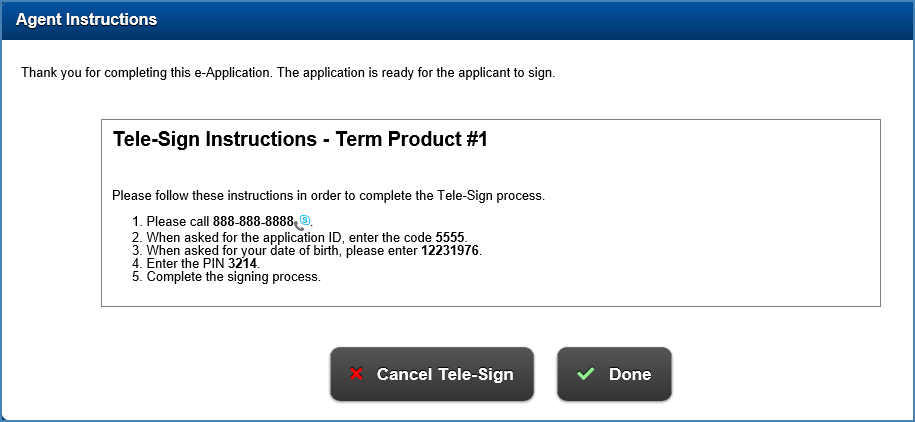 Agent Instructions
Thank you for completing this e-Application. The application is ready for the applicant to sign.
Tele-Sign Instructions - Term Product #1
Please follow these instructions in order to complete the Tele-Sign process.
1. Please call 888-888-8888.
2. When asked for the application ID, enter the code 5555.
3. When asked for your date of birth, please enter 12231976.
4. Enter the PIN 3214.
5. Complete the signing process.
Cancel Tele-Sign
Done